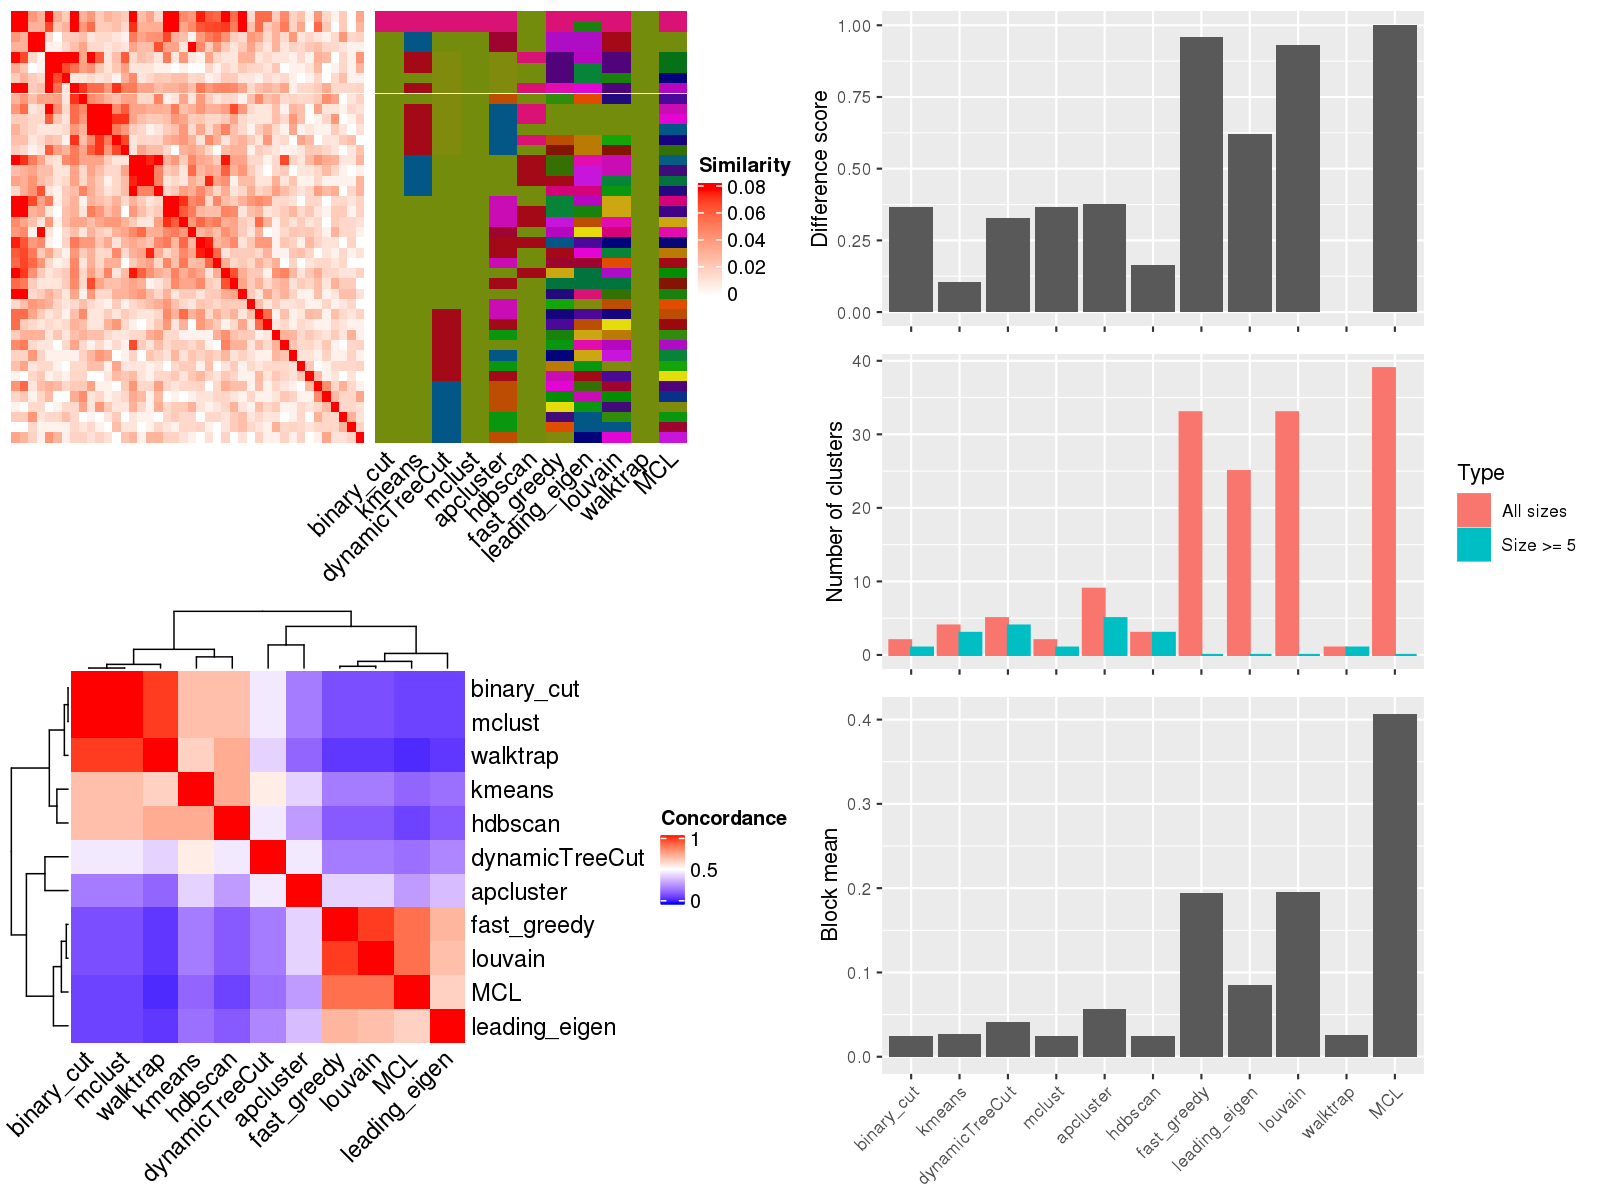 Similarity
0.08
0.06
0.04
0.02
0
binary_cut
kmeans
dynamicTreeCut
mclust
apcluster
hdbscan
fast_greedy
leading_eigen
louvain
walktrap
MCL
binary_cut
mclust
walktrap
kmeans
hdbscan
dynamicTreeCut
apcluster
fast_greedy
louvain
MCL
leading_eigen
Concordance
1
0.5
0
binary_cut
mclust
walktrap
kmeans
hdbscan
dynamicTreeCut
apcluster
fast_greedy
louvain
MCL
leading_eigen
Difference score
1.00
0.75
0.50
0.25
0.00
Number of clusters
40
30
20
10
0
Type
All sizes
Size >= 5
Block mean
0.4
0.3
0.2
0.1
0.0
binary_cut
kmeans
dynamicTreeCut
mclust
apcluster
hdbscan
fast_greedy
leading_eigen
louvain
walktrap
MCL